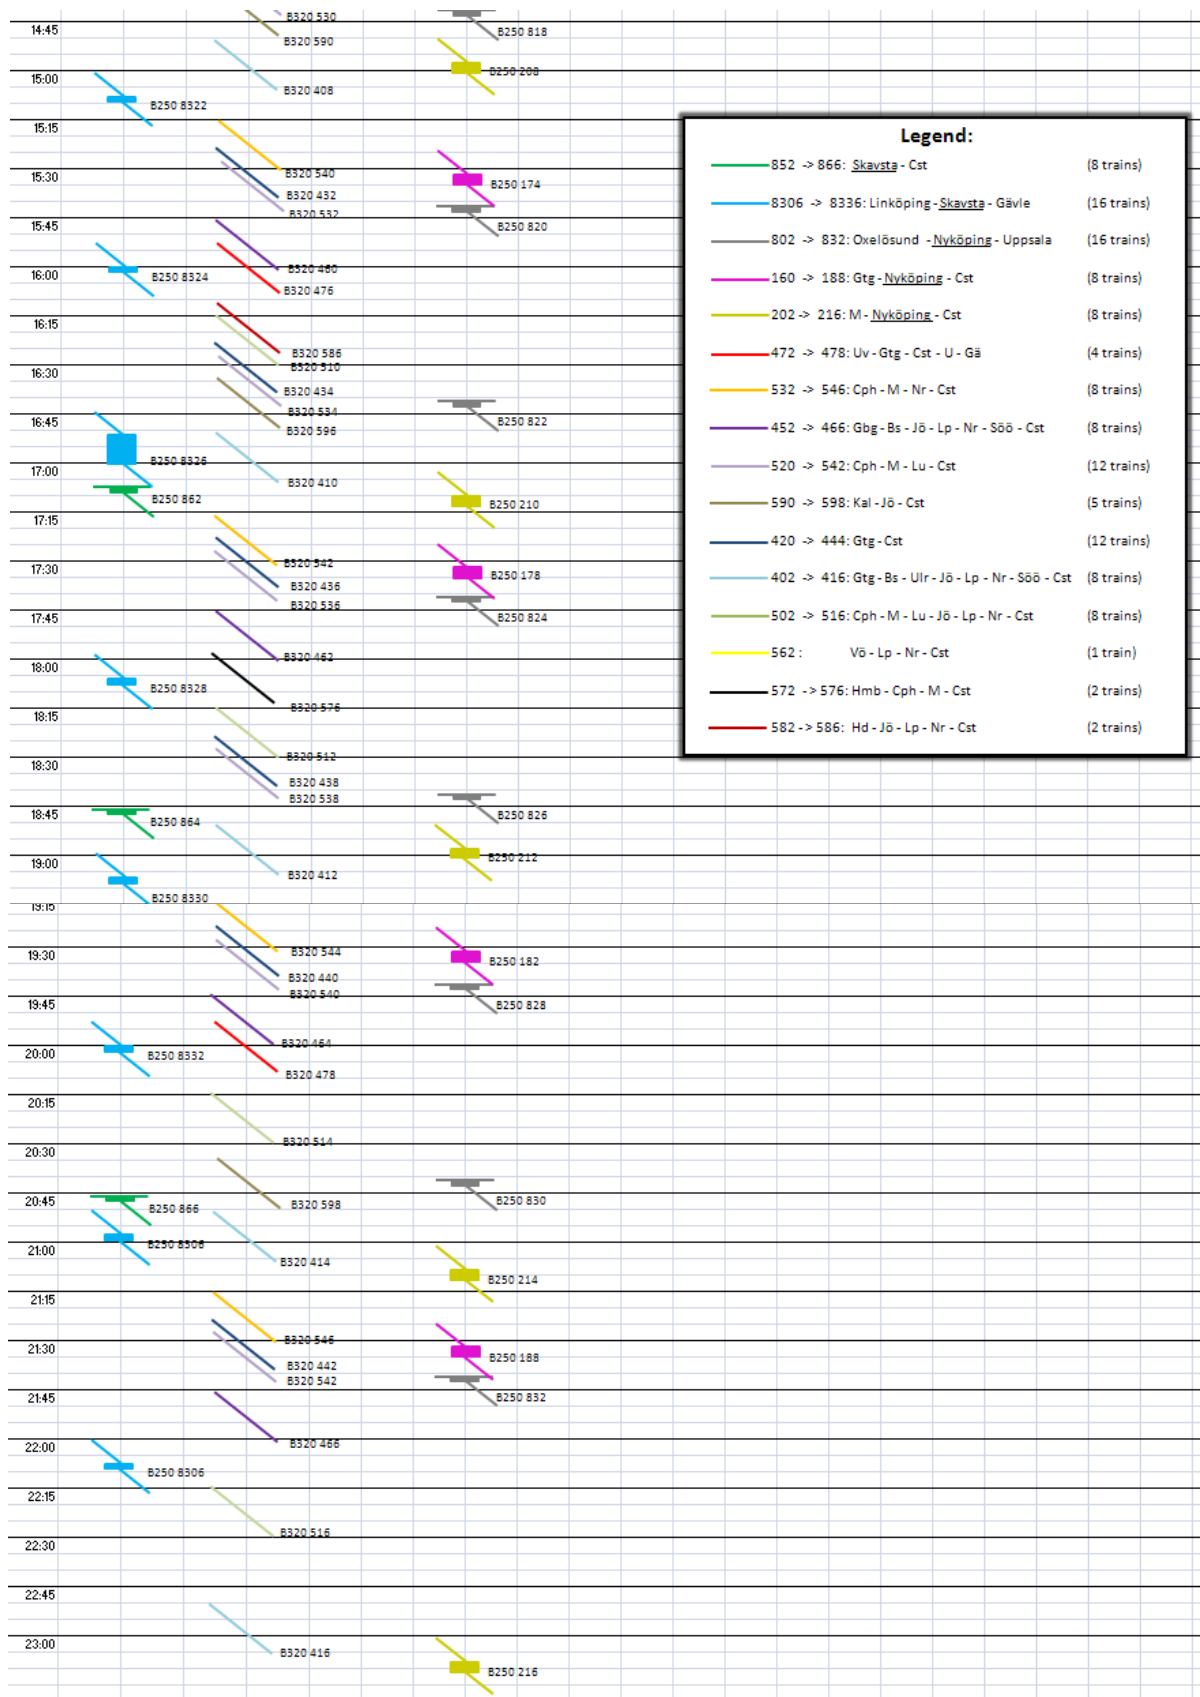 B320 530
14:45
B250 818
B320 590
B250 208
15:00
B320 408
B250 8322
15:15
Legend:
852 -> 866: Skavsta - Cst (8 trains)
8306 -> 8336: Linköping - Skavsta - Gävle (16 trains)
802 -> 832: Oxelösund - Nyköping - Uppsala (16 trains)
160 -> 188: Gtg - Nyköping - Cst (8 trains)
202 -> 216: M - Nyköping - Cst (8 trains)
472 -> 478: Uv - Gtg - Cst - U - Gä (4 trains)
532 -> 546: Cph - M - Nr - Cst (8 trains)
452 -> 466: Gbg - Bs - Jö - Lp - Nr - Söö - Cst (8 trains)
520 -> 542: Cph - M - Lu - Cst (12 trains)
590 -> 598: Kal - Jö - Cst (5 trains)
420 -> 444: Gtg - Cst (12 trains)
402 -> 416: Gtg - Bs - Ulr - Jö - Lp - Nr - Söö - Cst (8 trains)
502 -> 516: Cph - M - Lu - Jö - Lp - Nr - Cst (8 trains)
562 : Vö - Lp - Nr - Cst (1 train)
572 -> 576: Hmb - Cph - M - Cst (2 trains)
582 -> 586: Hd - Jö - Lp - Nr - Cst (2 trains)
B320 540
15:30
B250 174
B320 432
B320 532
15:45
B250 820
B320 460
16:00
B250 8324
B320 476
16:15
B320 586
B320 510
16:30
B320 434
B320 534
16:45
B250 822
B320 596
B250 8326
17:00
B320 410
B250 862
B250 210
17:15
B320 542
17:30
B250 178
B320 436
B320 536
17:45
B250 824
B320 462
18:00
B250 8328
B320 576
18:15
B320 512
18:30
B320 438
B320 538
18:45
B250 826
B250 864
B250 212
19:00
B320 412
B250 8330
19:15
B320 544
19:30
B250 182
B320 440
B320 540
19:45
B250 828
B320 464
20:00
B250 8332
B320 478
20:15
B320 514
20:30
20:45
B250 830
B320 598
B250 866
B250 8306
21:00
B320 414
B250 214
21:15
B320 546
21:30
B250 188
B320 442
B320 542
21:45
B250 832
B320 466
22:00
B250 8306
22:15
B320 516
22:30
22:45
23:00
B320 416
B250 216